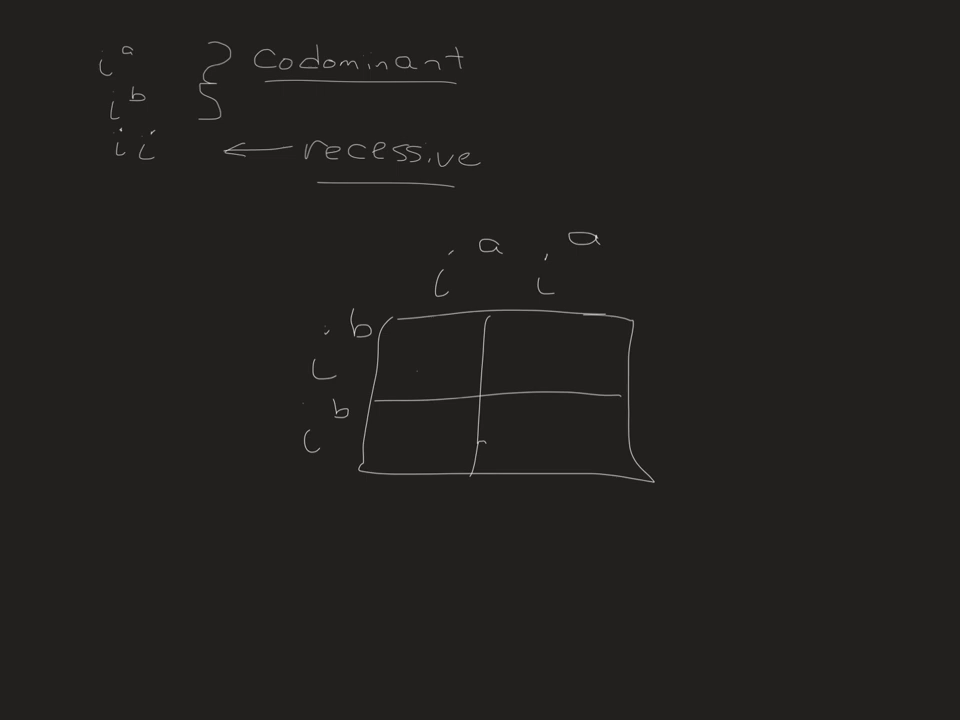 i^a } Codominant
i^b
ii ← recessive
i^a i^a
i^b
i^b